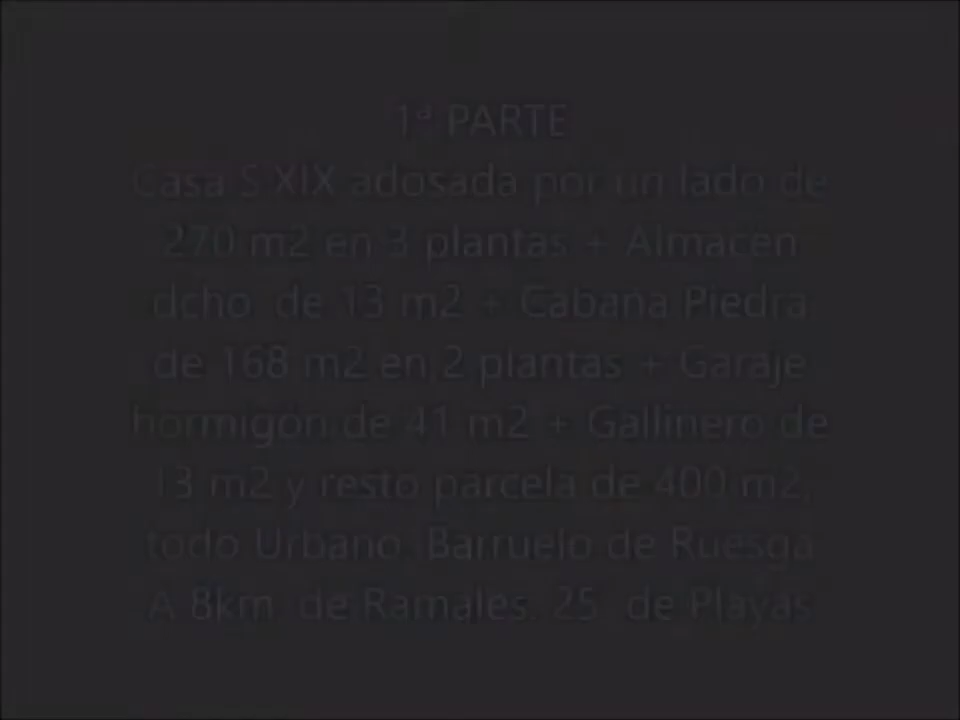 1ª PARTE
Casa S.XIX adosada por un lado de
270 m2 en 3 plantas + Almacén
dcho. de 13 m2 + Cabaña Piedra
de 168 m2 en 2 plantas + Garaje
hormigón de 41 m2 + Gallinero de
13 m2 y resto parcela de 400 m2,
todo Urbano. Barruelo de Ruesga
A 8km. de Ramales. 25' de Playas